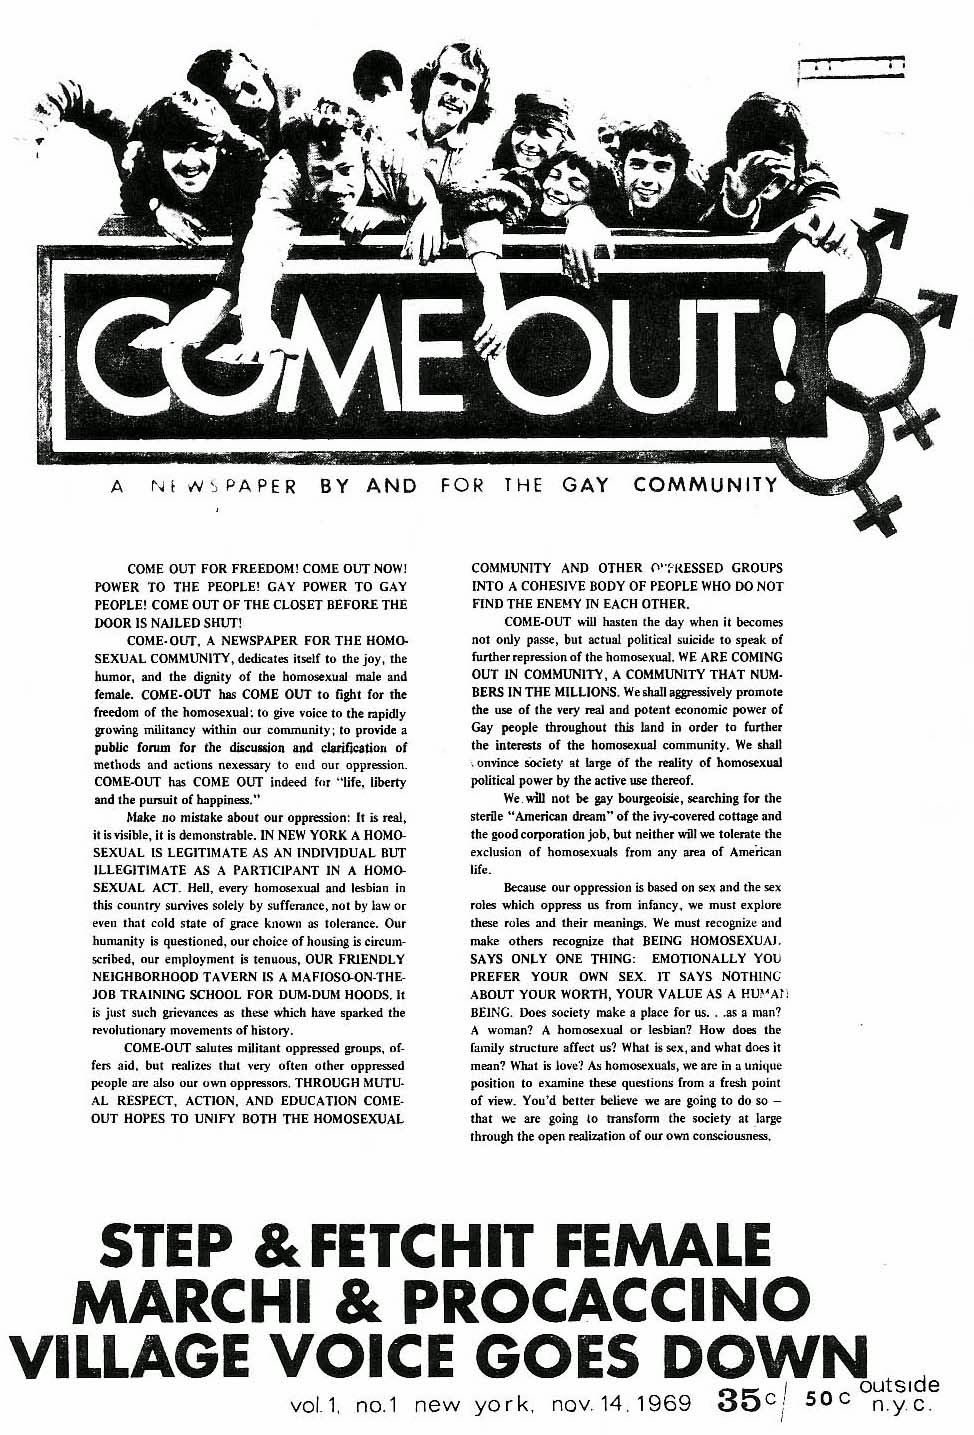 COME OUT!
A NEWSPAPER BY AND FOR THE GAY COMMUNITY
COME OUT FOR FREEDOM! COME OUT NOW!
POWER TO THE PEOPLE! GAY POWER TO GAY
PEOPLE! COME OUT OF THE CLOSET BEFORE THE
DOOR IS NAILED SHUT!
COME-OUT, A NEWSPAPER FOR THE HOMO-
SEXUAL COMMUNITY, dedicates itself to the joy, the
humor, and the dignity of the homosexual male and
female. COME-OUT has COME OUT to fight for the
freedom of the homosexual; to give voice to the rapidly
growing militancy within our community; to provide a
public forum for the discussion and clarification of
methods and actions nexessary to end our oppression.
COME-OUT has COME OUT indeed for "life, liberty
and the pursuit of happiness."
Make no mistake about our oppression: It is real,
it is visible, it is demonstrable. IN NEW YORK A HOMO-
SEXUAL IS LEGITIMATE AS AN INDIVIDUAL BUT
ILLEGITIMATE AS A PARTICIPANT IN A HOMO-
SEXUAL ACT. Hell, every homosexual and lesbian in
this country survives solely by sufferance, not by law or
even that cold state of grace known as tolerance. Our
humanity is questioned, our choice of housing is circum-
scribed, our employment is tenuous, OUR FRIENDLY
NEIGHBORHOOD TAVERN IS A MAFIOSO-ON-THE-
JOB TRAINING SCHOOL FOR DUM-DUM HOODS. It
is just such grievances as these which have sparked the
revolutionary movements of history.
COME-OUT salutes militant oppressed groups, of-
fers aid, but realizes that very often other oppressed
people are also our own oppressors. THROUGH MUTU-
AL RESPECT, ACTION, AND EDUCATION COME-
OUT HOPES TO UNIFY BOTH THE HOMOSEXUAL
COMMUNITY AND OTHER OPPRESSED GROUPS
INTO A COHESIVE BODY OF PEOPLE WHO DO NOT
FIND THE ENEMY IN EACH OTHER.
COME-OUT will hasten the day when it becomes
not only passe, but actual political suicide to speak of
further repression of the homosexual. WE ARE COMING
OUT IN COMMUNITY, A COMMUNITY THAT NUM-
BERS IN THE MILLIONS. We shall aggressively promote
the use of the very real and potent economic power of
Gay people throughout this land in order to further
the interests of the homosexual community. We shall
convince society at large of the reality of homosexual
political power by the active use thereof.
We will not be gay bourgeoisie, searching for the
sterile "American dream" of the ivy-covered cottage and
the good corporation job, but neither will we tolerate the
exclusion of homosexuals from any area of American
life.
Because our oppression is based on sex and the sex
roles which oppress us from infancy, we must explore
these roles and their meanings. We must recognize and
make others recognize that BEING HOMOSEXUAL
SAYS ONLY ONE THING: EMOTIONALLY YOU
PREFER YOUR OWN SEX. IT SAYS NOTHING
ABOUT YOUR WORTH, YOUR VALUE AS A HUMAN
BEING. Does society make a place for us. . .as a man?
A woman? A homosexual or lesbian? How does the
family structure affect us? What is sex, and what does it
mean? What is love? As homosexuals, we are in a unique
position to examine these questions from a fresh point
of view. You'd better believe we are going to do so —
that we are going to transform the society at large
through the open realization of our own consciousness.
STEP & FETCHIT FEMALE
MARCHI & PROCACCINO
VILLAGE VOICE GOES DOWN
vol.1, no.1 new york, nov.14,1969 35c/ 50c outside
n.y.c.